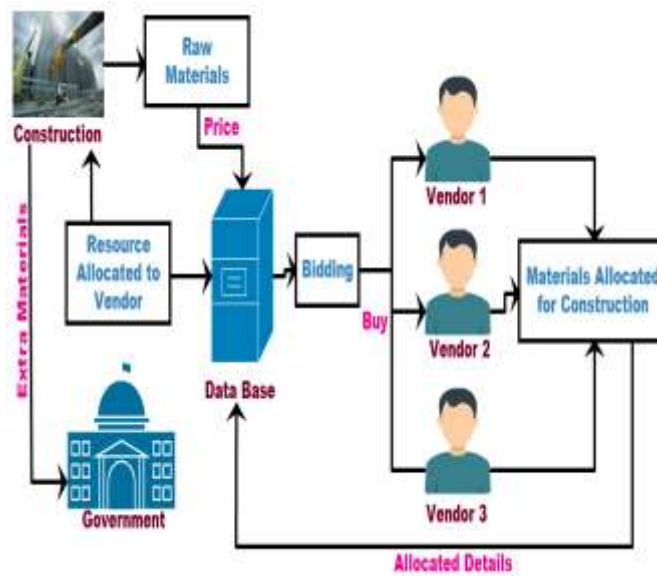 Raw
Materials
Construction
Price
Extra Materials
Resource
Allocated to
Vendor
Data Base
Bidding
Buy
Vendor 1
Vendor 2
Vendor 3
Materials Allocated
for Construction
Government
Allocated Details